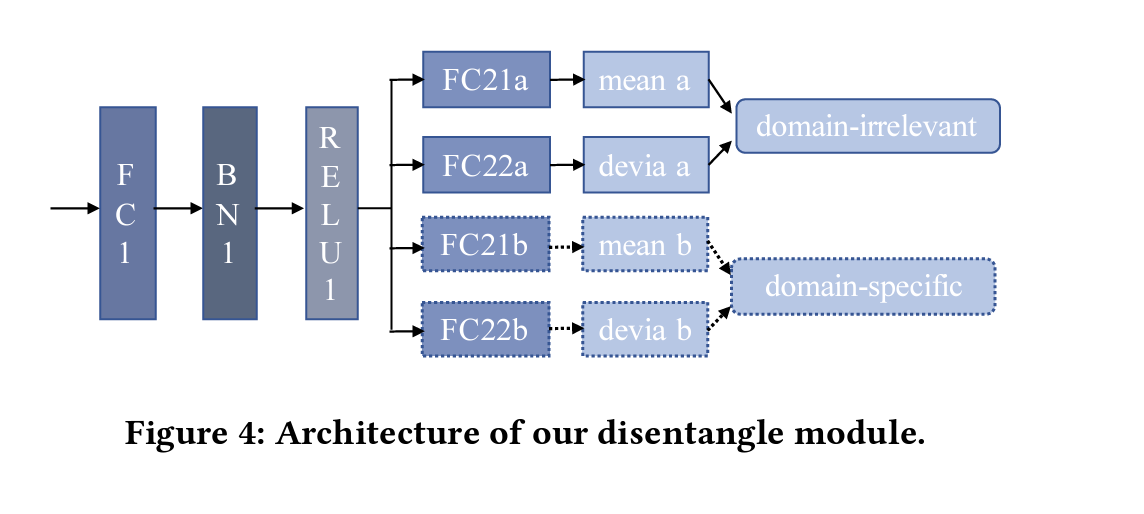 FC1
BN1
RELU1
FC21a
mean a
FC22a
devia a
domain-irrelevant
FC21b
mean b
FC22b
devia b
domain-specific
Figure 4: Architecture of our disentangle module.